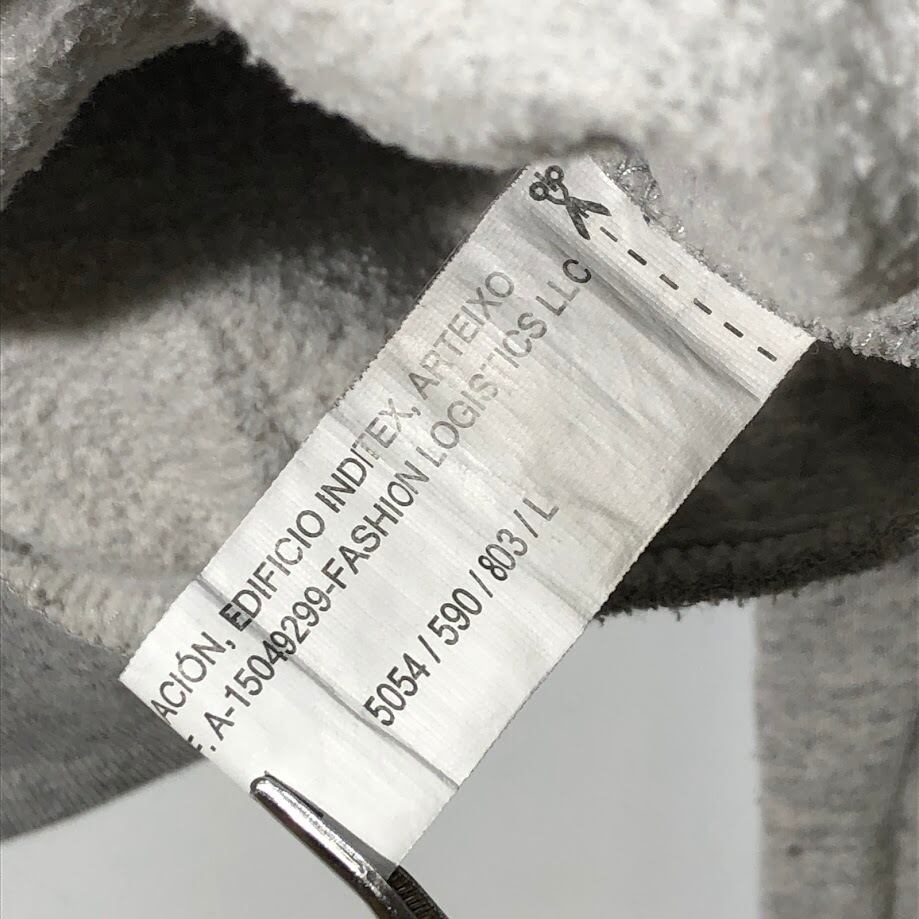 ACIÓN, EDIFICIO INDITEX, ARTEIXO
F. A-15049299-FASHION LOGISTICS LLC
5054 / 590 / 803 / L